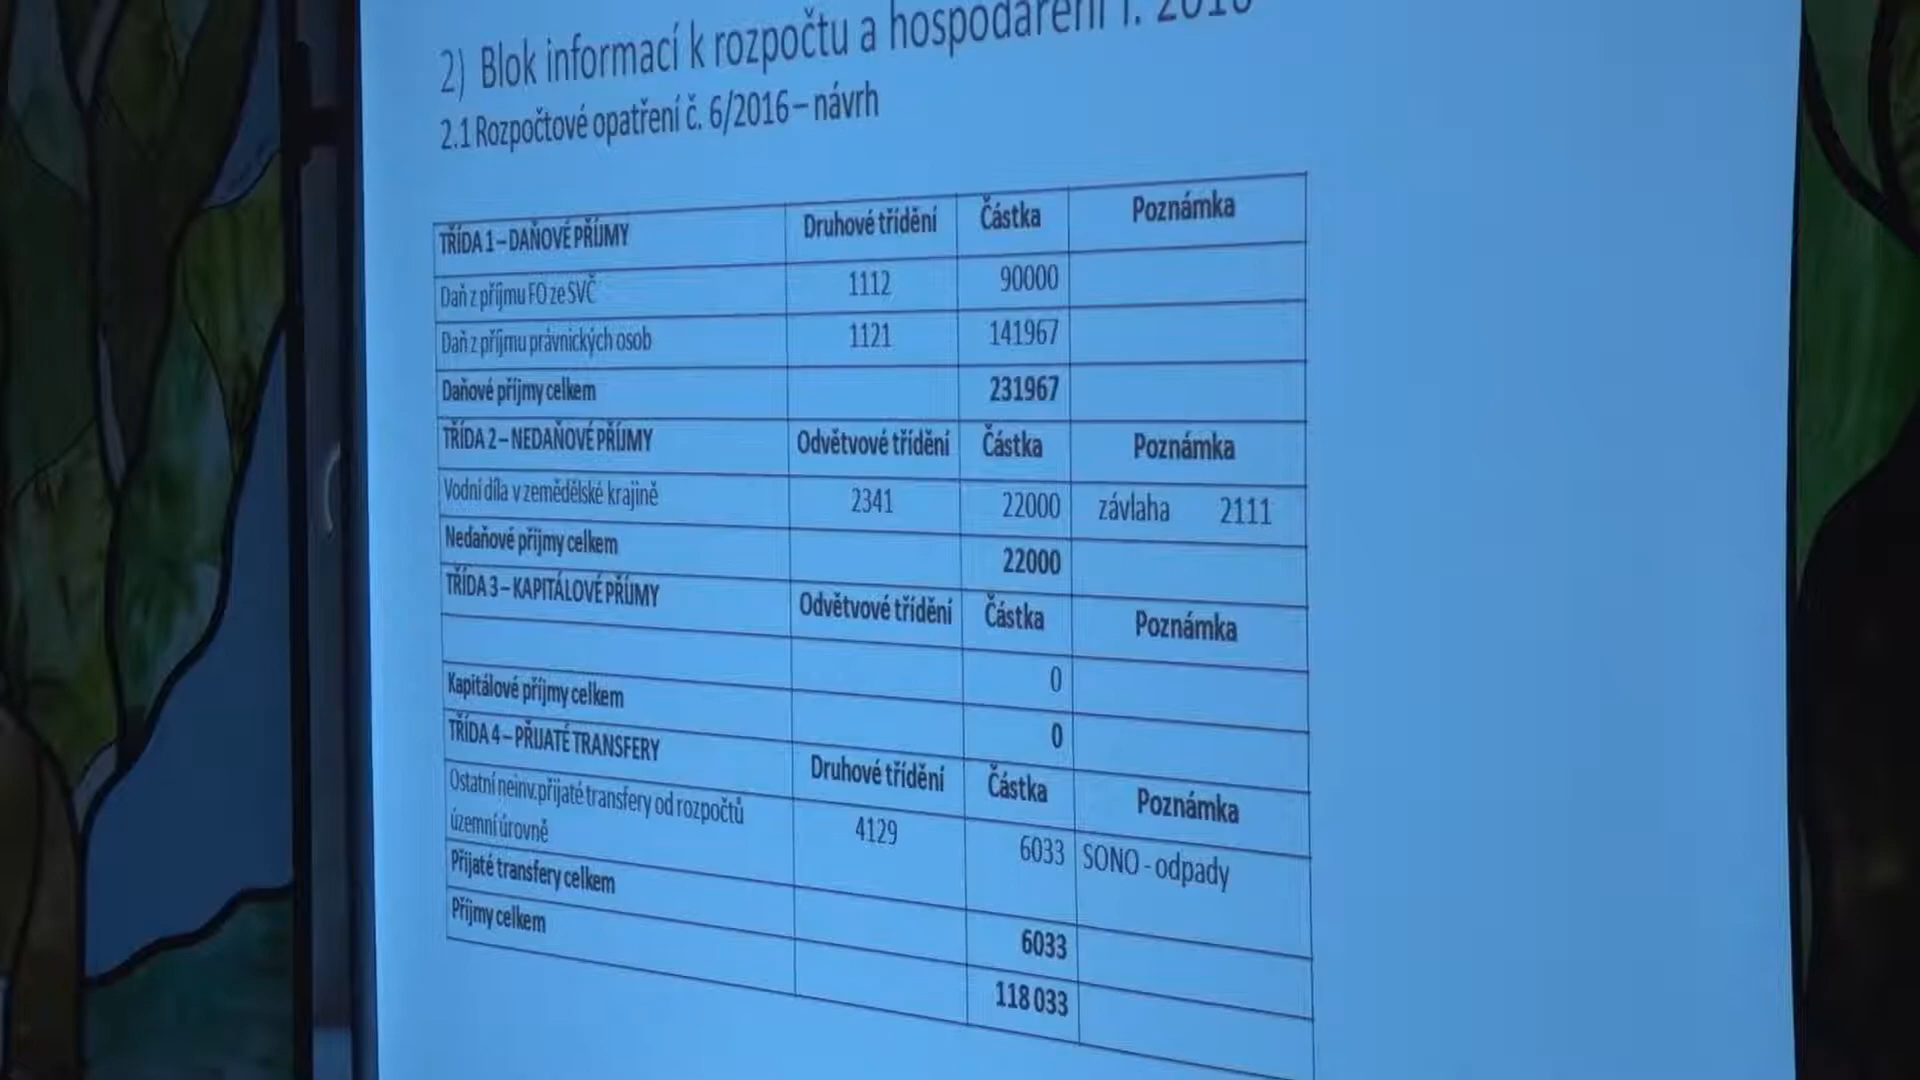 2) Blok informací k rozpočtu a hospodaření r. 2016
2.1 Rozpočtové opatření č. 6/2016 – návrh
TŘÍDA 1 – DAŇOVÉ PŘÍJMY Druhové třídění Částka Poznámka
Daň z příjmu FO ze SVČ 1112 90000
Daň z příjmu právnických osob 1121 141967
Daňové příjmy celkem 231967
TŘÍDA 2 – NEDAŇOVÉ PŘÍJMY Odvětvové třídění Částka Poznámka
Vodní díla v zemědělské krajině 2341 22000 závlaha 2111
Nedaňové příjmy celkem 22000
TŘÍDA 3 – KAPITÁLOVÉ PŘÍJMY Odvětvové třídění Částka Poznámka
0
Kapitálové příjmy celkem 0
TŘÍDA 4 – PŘIJATÉ TRANSFERY Druhové třídění Částka Poznámka
Ostatní neinv.přijaté transfery od rozpočtů
územní úrovně 4129 6033 SONO - odpady
Přijaté transfery celkem 6033
Příjmy celkem 118 033